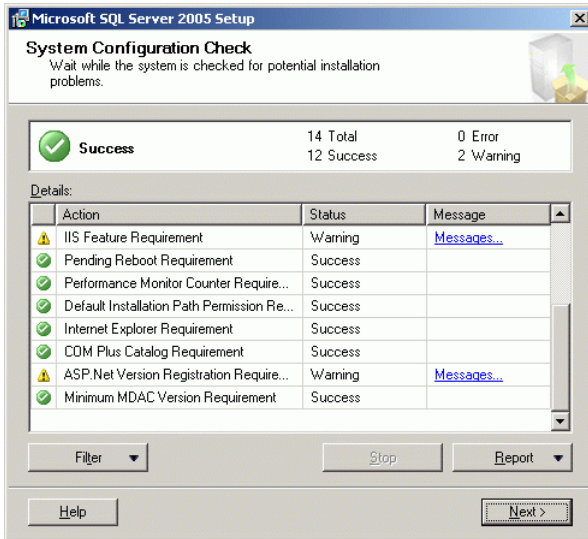 Microsoft SQL Server 2005 Setup
System Configuration Check
Wait while the system is checked for potential installation
problems.
Success
14 Total
0 Error
12 Success
2 Warning
Details:
Action Status Message
IIS Feature Requirement Warning Messages...
Pending Reboot Requirement Success
Performance Monitor Counter Require... Success
Default Installation Path Permission Re... Success
Internet Explorer Requirement Success
COM Plus Catalog Requirement Success
ASP.Net Version Registration Require... Warning Messages...
Minimum MDAC Version Requirement Success
Filter Stop Report
Help Next >